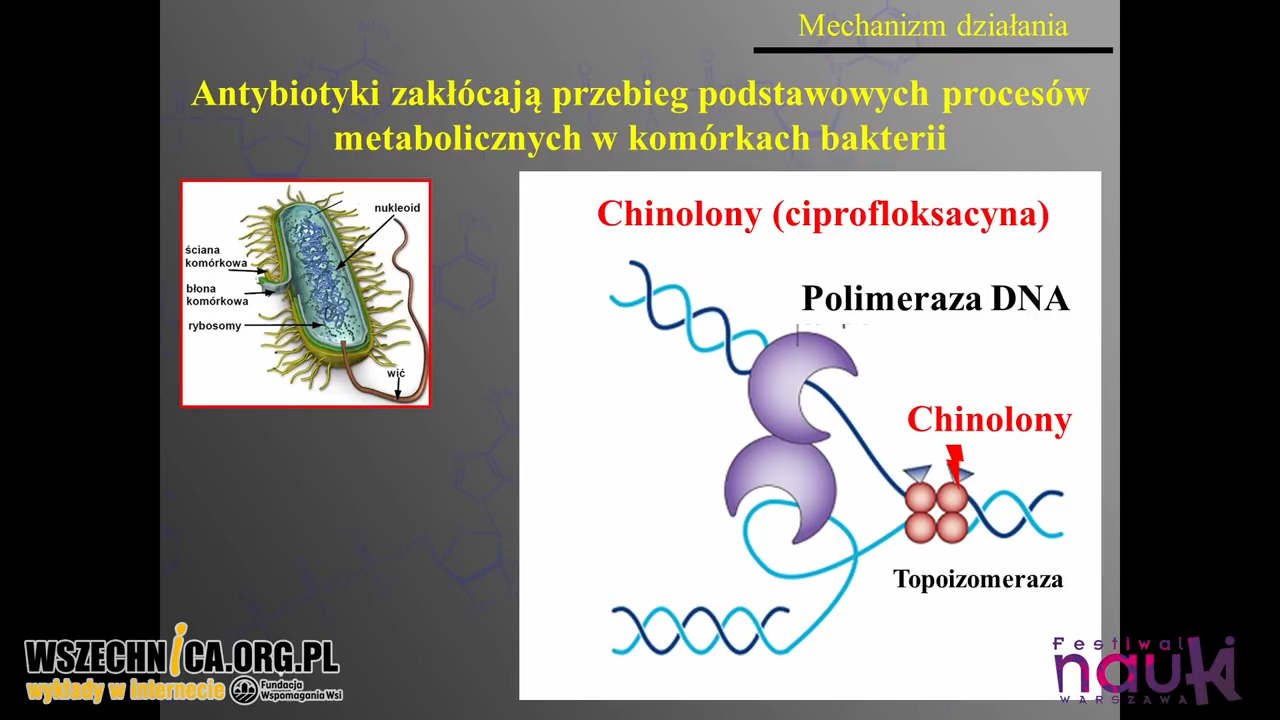 Mechanizm działania
Antybiotyki zakłócają przebieg podstawowych procesów
metabolicznych w komórkach bakterii
nukleoid
ściana
komórkowa
błona
komórkowa
rybosomy
wić
Chinolony (ciprofloksacyna)
Polimeraza DNA
Chinolony
Topoizomeraza
WSZECHNICA.ORG.PL
wykłady w internecie
Fundacja
Wspomagania Wsi
Festiwal
nauki
WARSZAWA